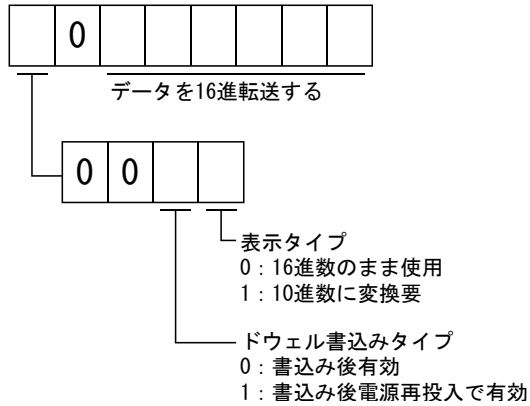 0
データを16進転送する
0 0
表示タイプ
0：16進数のまま使用
1：10進数に変換要
ドウェル書込みタイプ
0：書込み後有効
1：書込み後電源再投入で有効